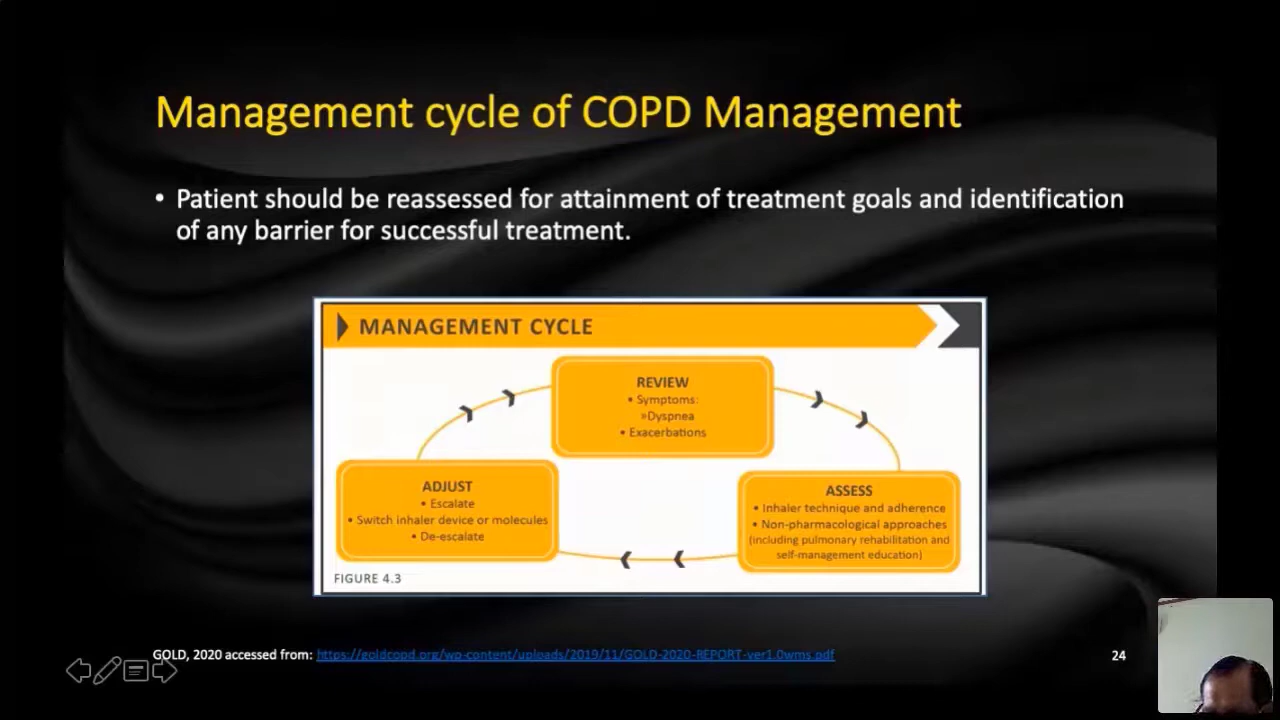 Management cycle of COPD Management
• Patient should be reassessed for attainment of treatment goals and identification
of any barrier for successful treatment.
MANAGEMENT CYCLE
REVIEW
• Symptoms:
»Dyspnea
• Exacerbations
ADJUST
• Escalate
• Switch inhaler device or molecules
• De-escalate
ASSESS
• Inhaler technique and adherence
• Non-pharmacological approaches
(including pulmonary rehabilitation and
self-management education)
FIGURE 4.3
GOLD, 2020 accessed from: https://goldcopd.org/wp-content/uploads/2019/11/GOLD-2020-REPORT-ver1.0wms.pdf
24